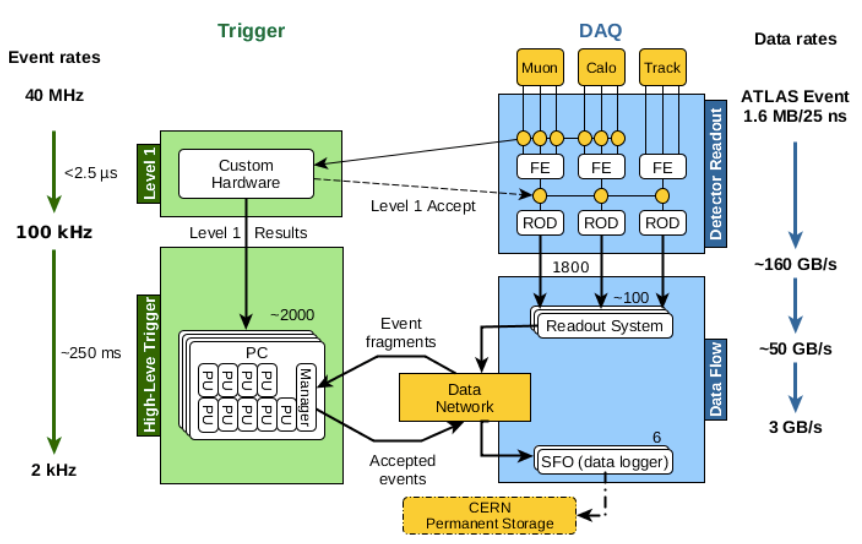 Trigger
DAQ
Event rates
Data rates
40 MHz
ATLAS Event
1.6 MB/25 ns
Muon
Calo
Track
<2.5 µs
Level 1
Custom
Hardware
FE
FE
FE
Detector Readout
Level 1 Accept
ROD
ROD
ROD
100 kHz
Level 1
Results
1800
~160 GB/s
~2000
~100
High-Leve Trigger
~250 ms
PC
PU
PU
PU
PU
PU
PU
PU
PU
PU
Manager
Event
fragments
Readout System
~50 GB/s
Data Flow
Data
Network
3 GB/s
Accepted
events
6
SFO (data logger)
2 kHz
CERN
Permanent Storage